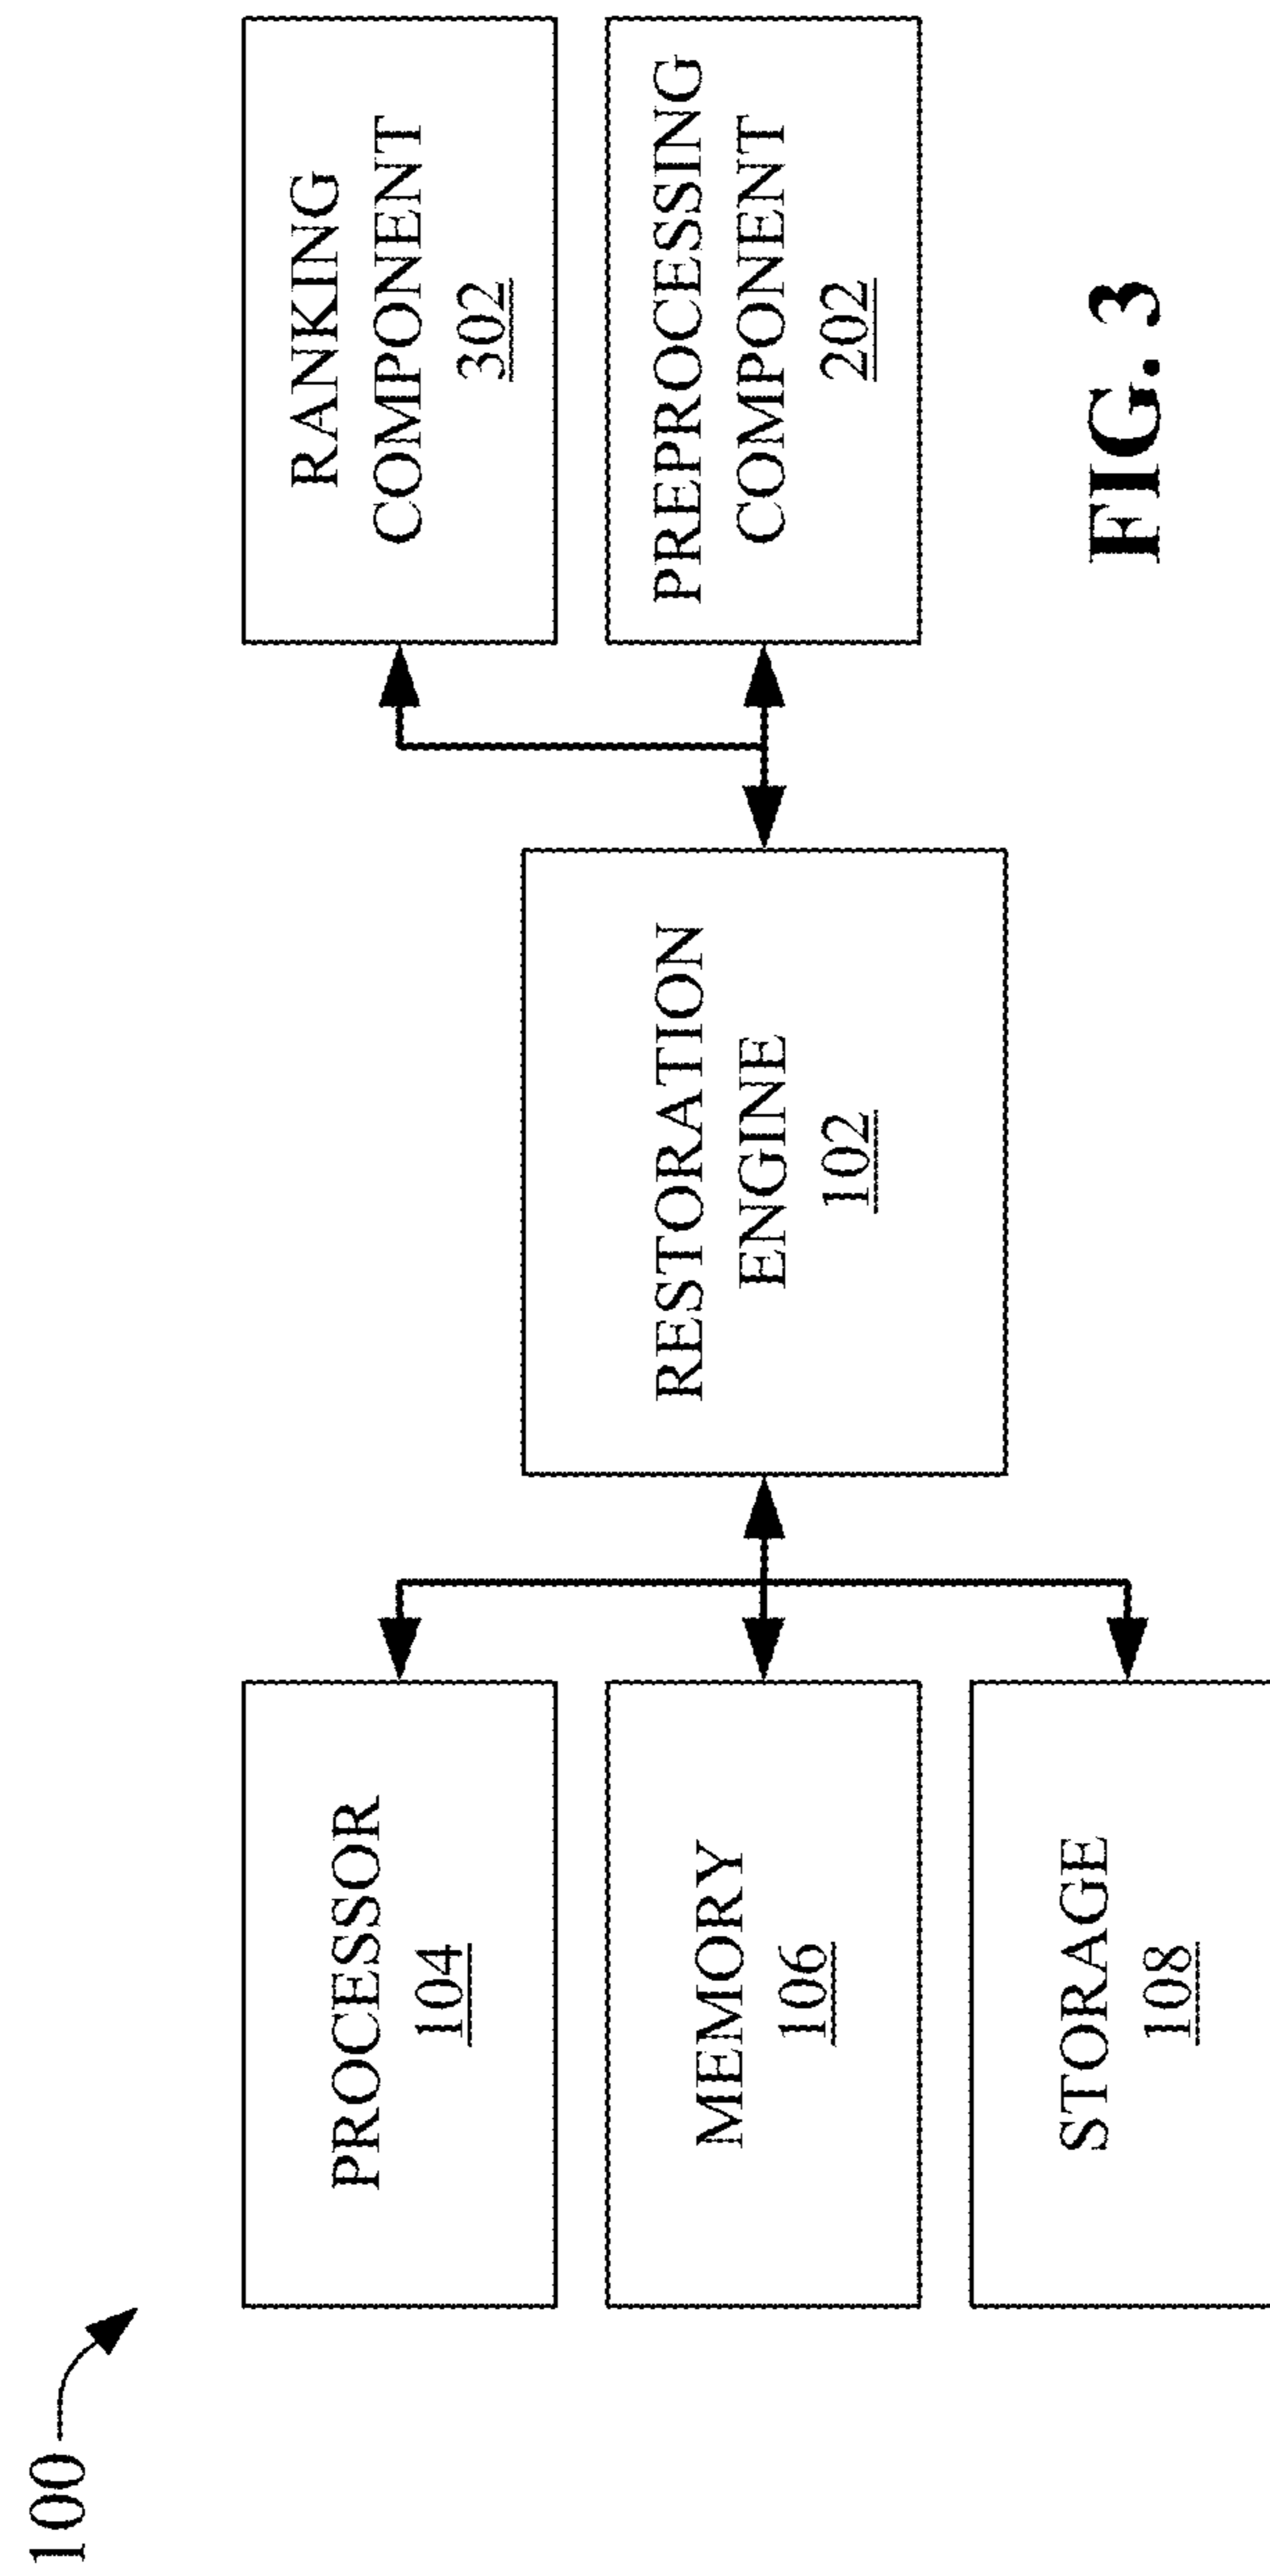 100
PROCESSOR
104
MEMORY
106
STORAGE
108
RESTORATION
ENGINE
102
RANKING
COMPONENT
302
PREPROCESSING
COMPONENT
202
FIG. 3